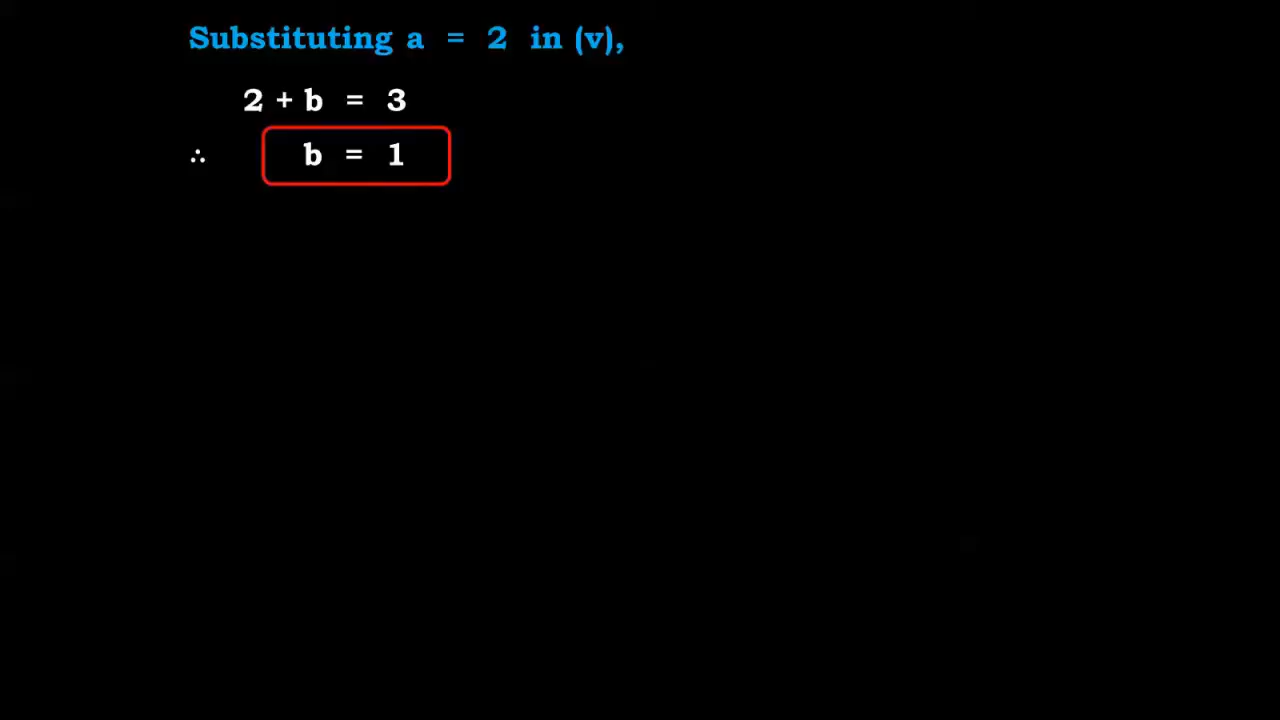 Substituting a = 2 in (v),
2 + b = 3
∴ b = 1